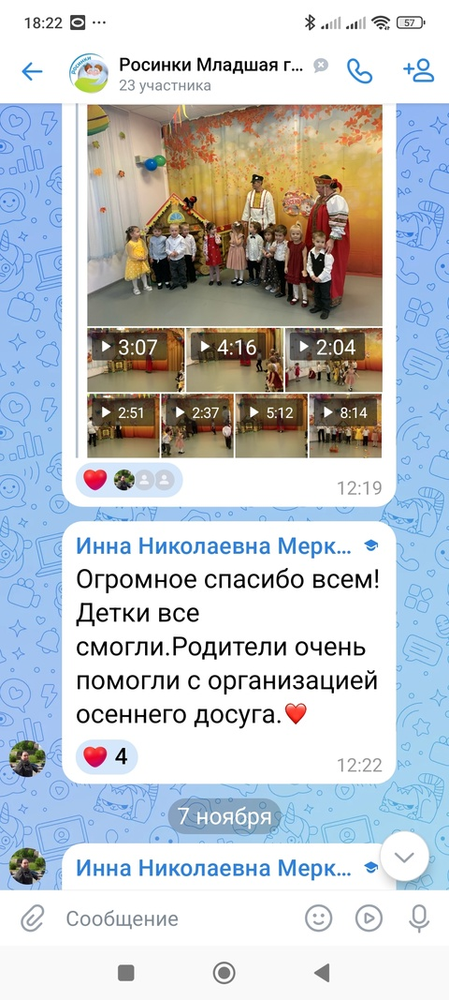 18:22
57
Росинки Младшая г...
23 участника
3:07
4:16
2:04
2:51
2:37
5:12
8:14
12:19
Инна Николаевна Мерк...
Огромное спасибо всем!
Детки все
смогли.Родители очень
помогли с организацией
осеннего досуга.❤️
4
12:22
7 ноября
Инна Николаевна Мерк...
Сообщение